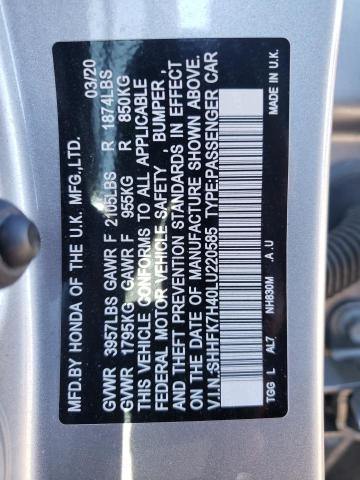 MFD.BY HONDA OF THE U.K. MFG.,LTD. 03/20
GVWR 3957LBS GAWR F 2105LBS R 1874LBS
GVWR 1795KG GAWR F 955KG R 850KG
THIS VEHICLE CONFORMS TO ALL APPLICABLE
FEDERAL MOTOR VEHICLE SAFETY , BUMPER ,
AND THEFT PREVENTION STANDARDS IN EFFECT
ON THE DATE OF MANUFACTURE SHOWN ABOVE.
V.I.N.:SHHFK7H40LU220585 TYPE:PASSENGER CAR
TGG L AL7 NH830M .A .U MADE IN U.K.